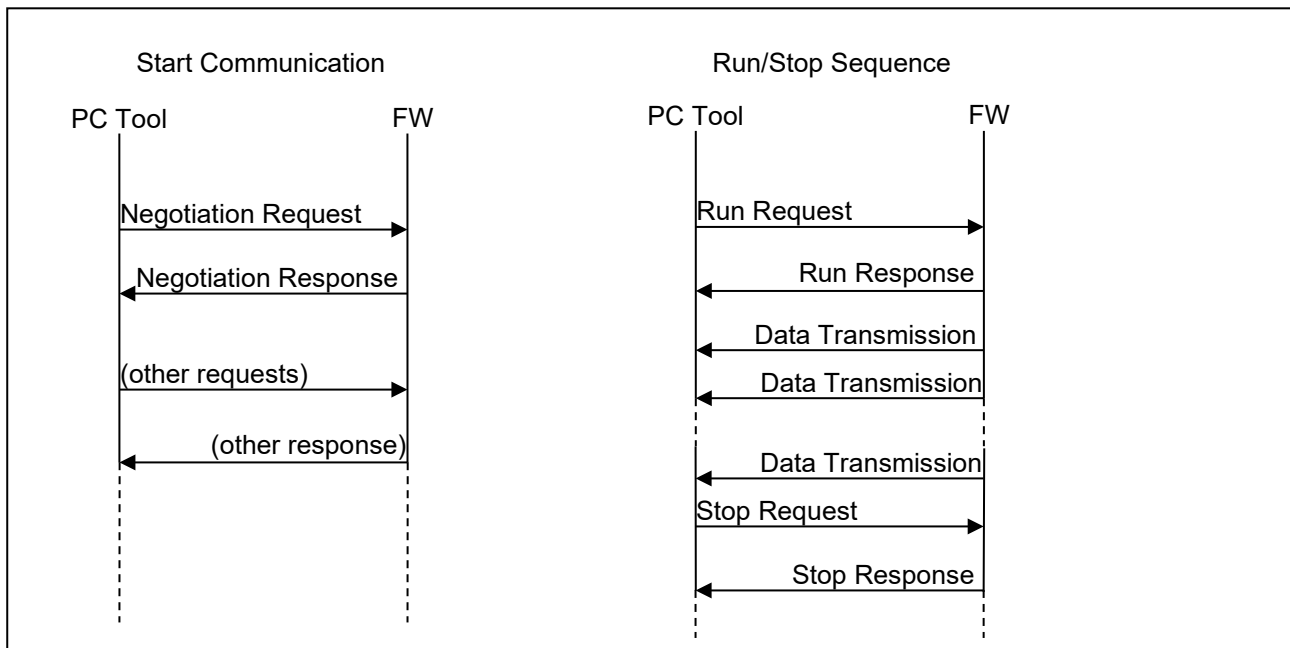 Start Communication
PC Tool
FW
Negotiation Request
Negotiation Response
(other requests)
(other response)
Run/Stop Sequence
PC Tool
FW
Run Request
Run Response
Data Transmission
Data Transmission
Data Transmission
Stop Request
Stop Response